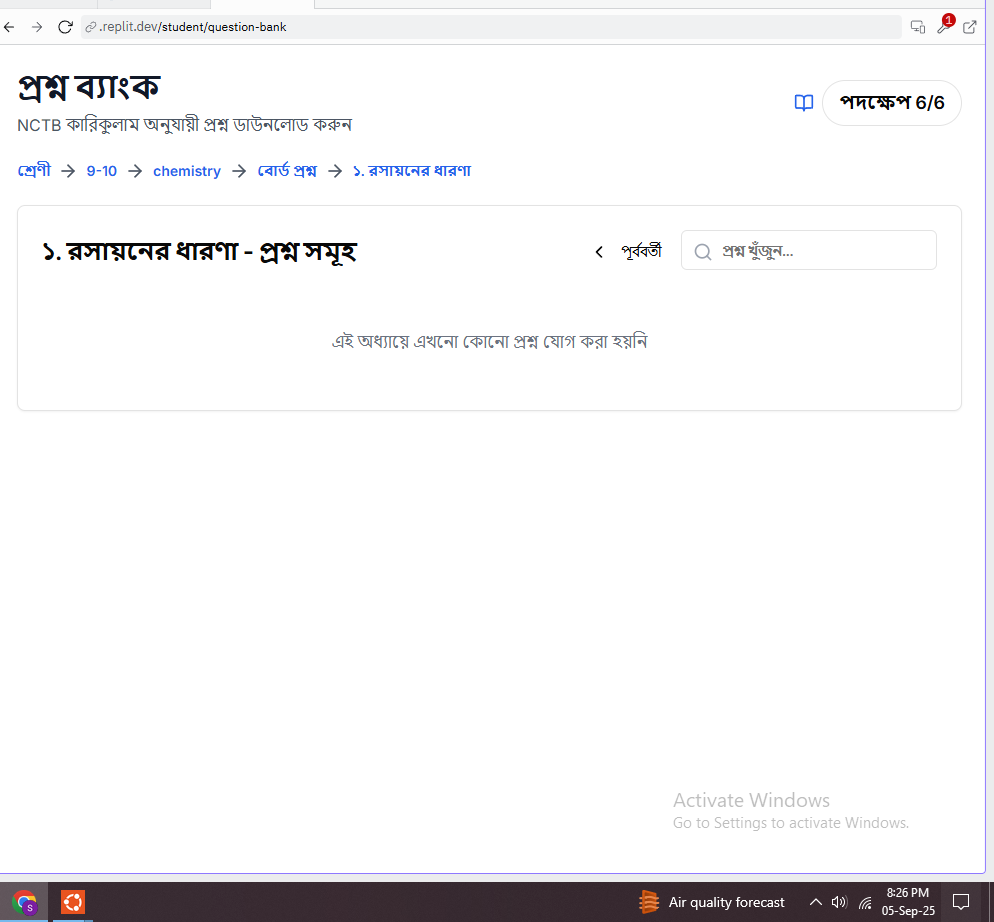 .replit.dev/student/question-bank
1
প্রশ্ন ব্যাংক
NCTB কারিকুলাম অনুযায়ী প্রশ্ন ডাউনলোড করুন
পদক্ষেপ 6/6
শ্রেণী → 9-10 → chemistry → বোর্ড প্রশ্ন → ১. রসায়নের ধারণা
১. রসায়নের ধারণা - প্রশ্ন সমূহ
পূর্ববর্তী
প্রশ্ন খুঁজুন...
এই অধ্যায়ে এখনো কোনো প্রশ্ন যোগ করা হয়নি
Activate Windows
Go to Settings to activate Windows.
S
Air quality forecast
8:26 PM
05-Sep-25